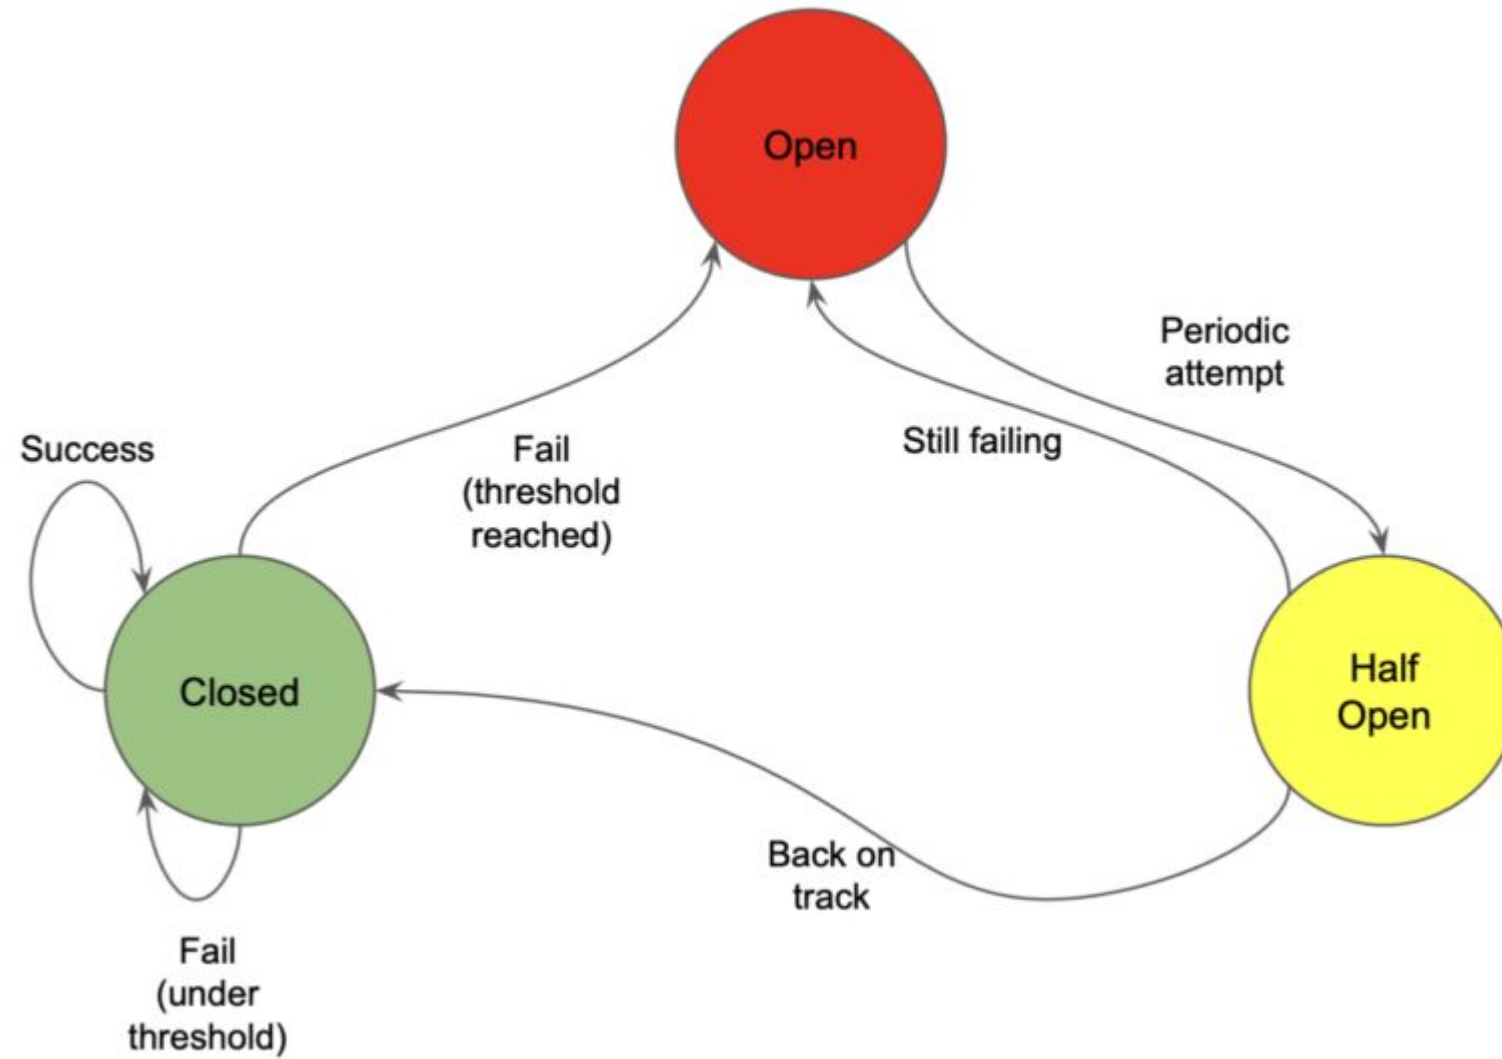 Open
Periodic
attempt
Still failing
Success
Fail
(threshold
reached)
Closed
Half
Open
Back on
track
Fail
(under
threshold)